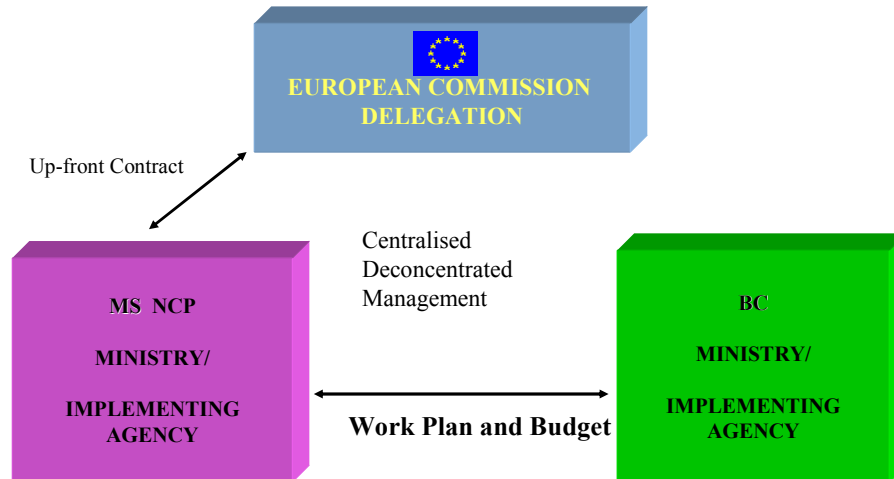 EUROPEAN COMMISSION
DELEGATION
Up-front Contract
Centralised
Deconcentrated
Management
MS NCP
MINISTRY/
IMPLEMENTING
AGENCY
BC
MINISTRY/
IMPLEMENTING
AGENCY
Work Plan and Budget